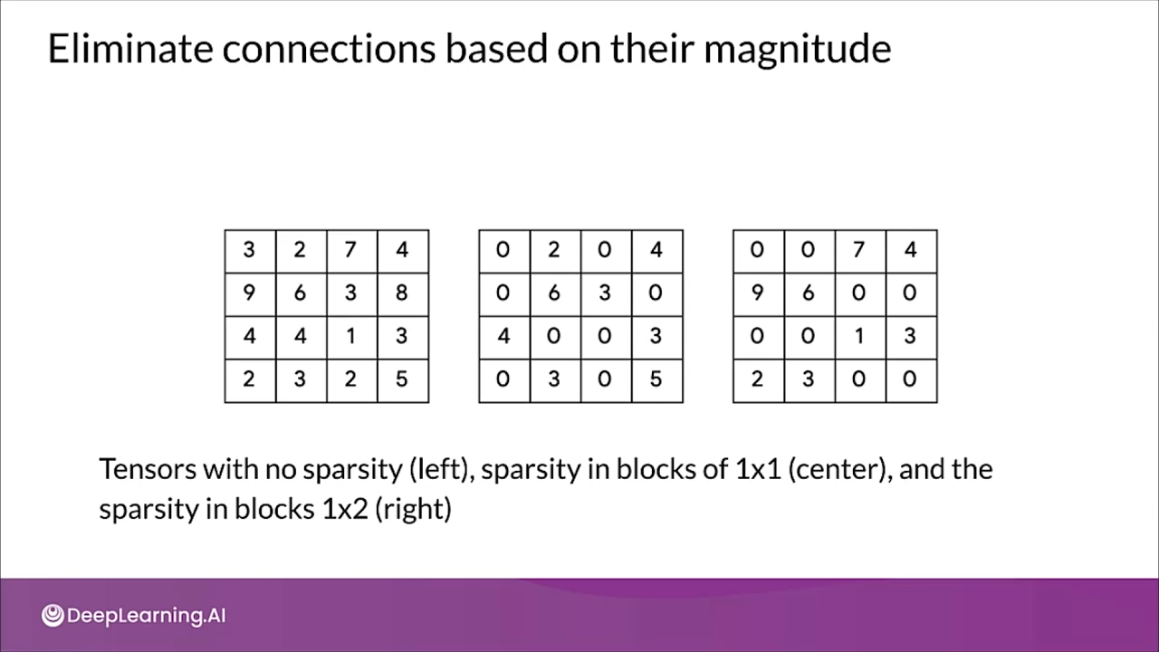 Eliminate connections based on their magnitude
3 2 7 4 0 2 0 4 0 0 7 4
9 6 3 8 0 6 3 0 9 6 0 0
4 4 1 3 4 0 0 3 0 0 1 3
2 3 2 5 0 3 0 5 2 3 0 0
Tensors with no sparsity (left), sparsity in blocks of 1x1 (center), and the
sparsity in blocks 1x2 (right)
DeepLearning.AI